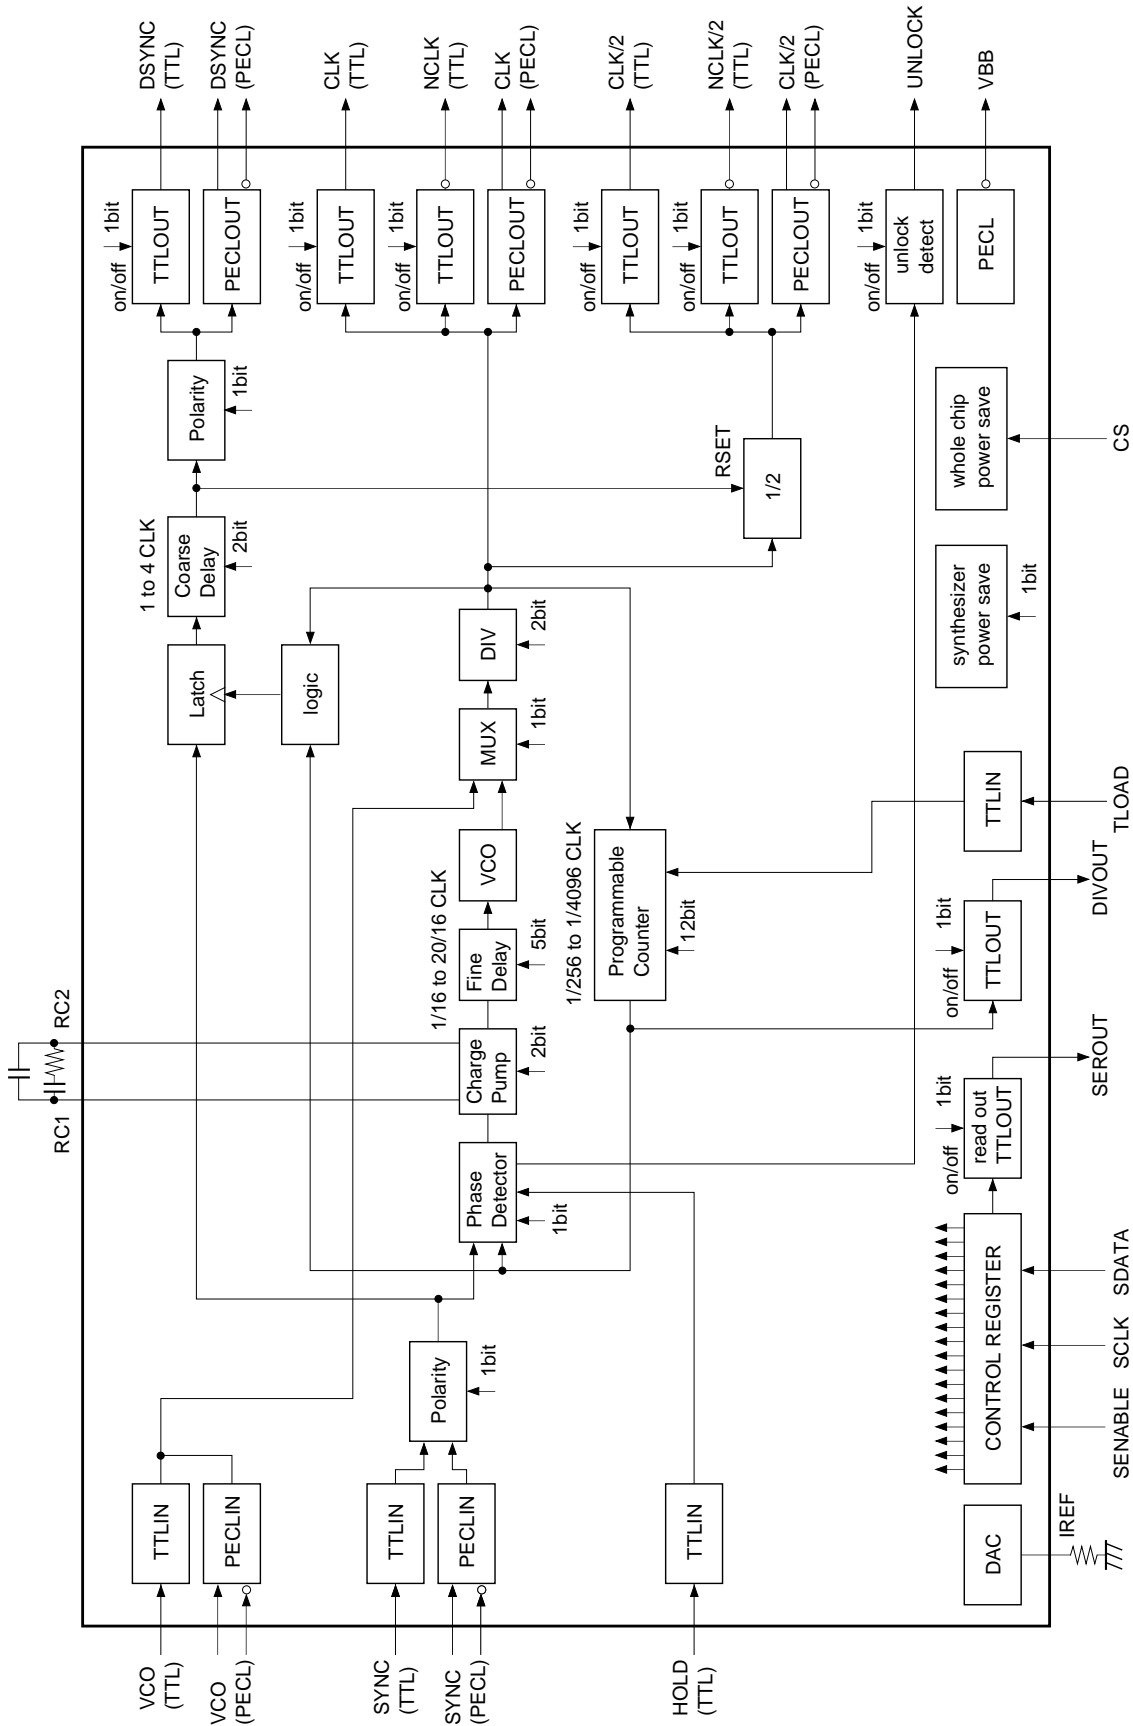 VCO
(TTL)
VCO
(PECL)
SYNC
(TTL)
SYNC
(PECL)
HOLD
(TTL)
TTLIN
PECLIN
TTLIN
PECLIN
TTLIN
Polarity
1bit
Phase
Detector
1bit
RC1
RC2
Charge
Pump
2bit
1/16 to 20/16 CLK
Fine
Delay
5bit
VCO
MUX
1bit
DIV
2bit
1/256 to 1/4096 CLK
Programmable
Counter
12bit
Latch
logic
1 to 4 CLK
Coarse
Delay
2bit
Polarity
1bit
RSET
1/2
on/off
1bit
TTLOUT
PECLOUT
on/off
1bit
TTLOUT
on/off
1bit
TTLOUT
PECLOUT
on/off
1bit
TTLOUT
on/off
1bit
TTLOUT
PECLOUT
on/off
1bit
unlock
detect
PECL
DSYNC
(TTL)
DSYNC
(PECL)
CLK
(TTL)
NCLK
(TTL)
CLK
(PECL)
CLK/2
(TTL)
NCLK/2
(TTL)
CLK/2
(PECL)
UNLOCK
VBB
DAC
IREF
CONTROL REGISTER
SENABLE
SCLK
SDATA
on/off
1bit
read out
TTLOUT
SEROUT
on/off
1bit
TTLOUT
DIVOUT
TTLIN
TLOAD
synthesizer
power save
1bit
whole chip
power save
CS